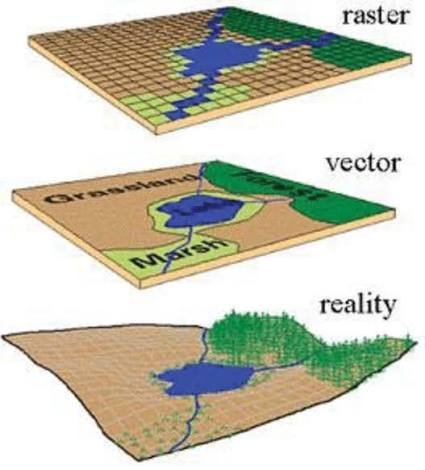 raster
vector
Grassland
Forest
Lake
Marsh
reality